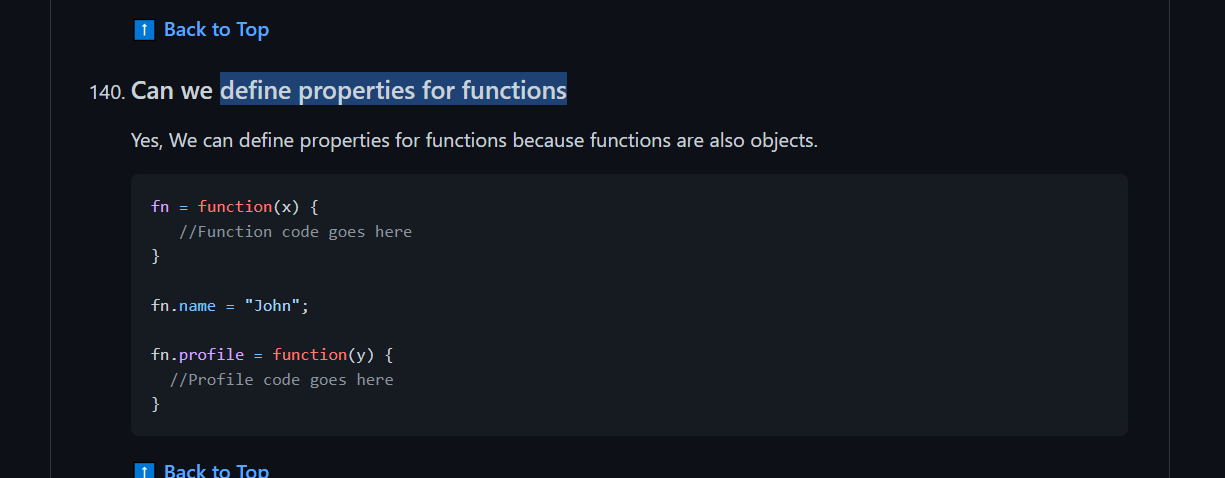 ⬆ Back to Top
140. Can we define properties for functions
Yes, We can define properties for functions because functions are also objects.
fn = function(x) {
   //Function code goes here
}
fn.name = "John";
fn.profile = function(y) {
  //Profile code goes here
}
⬆ Back to Top